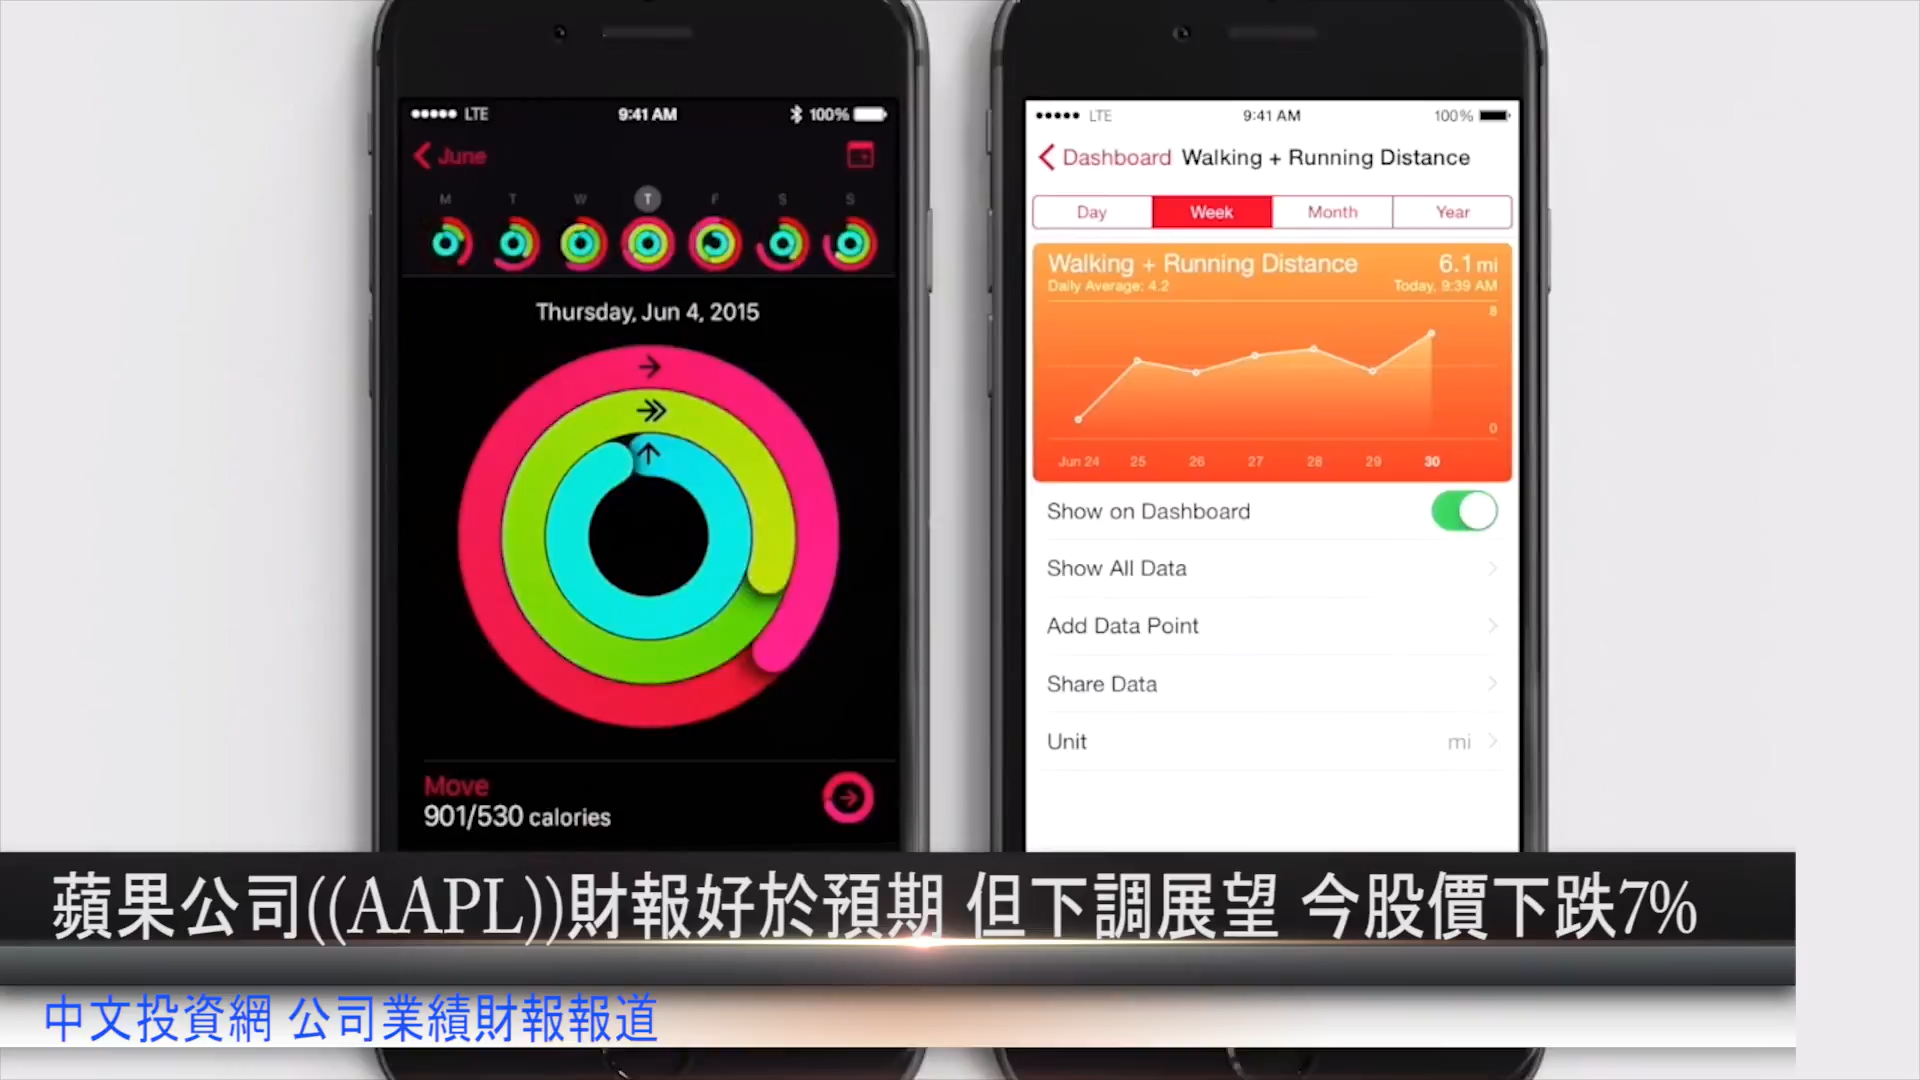 LTE 9:41 AM 100%
June
M T W T F S S
Thursday, Jun 4, 2015
Move
901/530 calories
LTE 9:41 AM 100%
Dashboard Walking + Running Distance
Day Week Month Year
Walking + Running Distance 6.1 mi
Daily Average: 4.2 Today, 9:39 AM
8
0
Jun 24 25 26 27 28 29 30
Show on Dashboard
Show All Data
Add Data Point
Share Data
Unit mi
蘋果公司((AAPL))財報好於預期 但下調展望 今股價下跌7%
中文投資網 公司業績財報報道